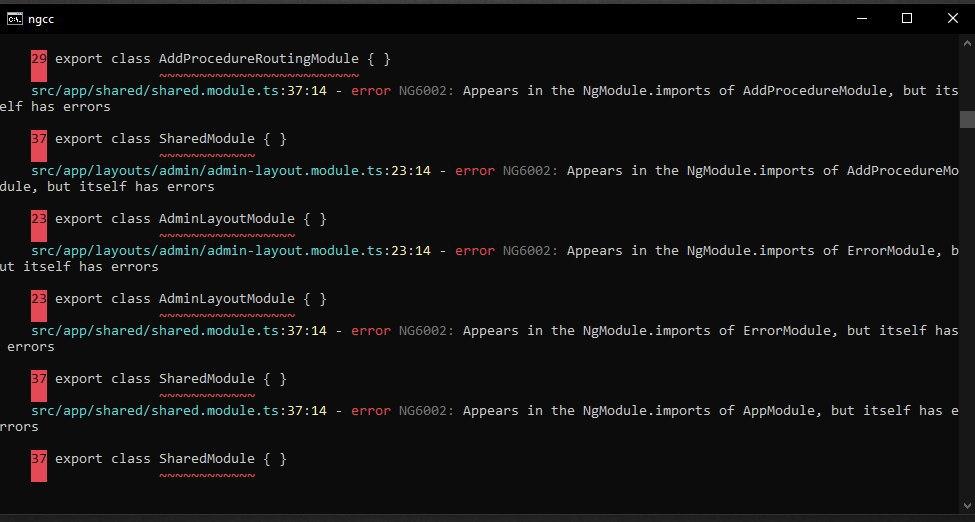 ngcc
29 export class AddProcedureRoutingModule { }
~~~~~~~~~~~~~~~~~~~~~~~~~
src/app/shared/shared.module.ts:37:14 - error NG6002: Appears in the NgModule.imports of AddProcedureModule, but its
elf has errors
37 export class SharedModule { }
~~~~~~~~~~~~
src/app/layouts/admin/admin-layout.module.ts:23:14 - error NG6002: Appears in the NgModule.imports of AddProcedureMo
dule, but itself has errors
23 export class AdminLayoutModule { }
~~~~~~~~~~~~~~~~~
src/app/layouts/admin/admin-layout.module.ts:23:14 - error NG6002: Appears in the NgModule.imports of ErrorModule, b
ut itself has errors
23 export class AdminLayoutModule { }
~~~~~~~~~~~~~~~~~
src/app/shared/shared.module.ts:37:14 - error NG6002: Appears in the NgModule.imports of ErrorModule, but itself has
errors
37 export class SharedModule { }
~~~~~~~~~~~~
src/app/shared/shared.module.ts:37:14 - error NG6002: Appears in the NgModule.imports of AppModule, but itself has e
rrors
37 export class SharedModule { }
~~~~~~~~~~~~